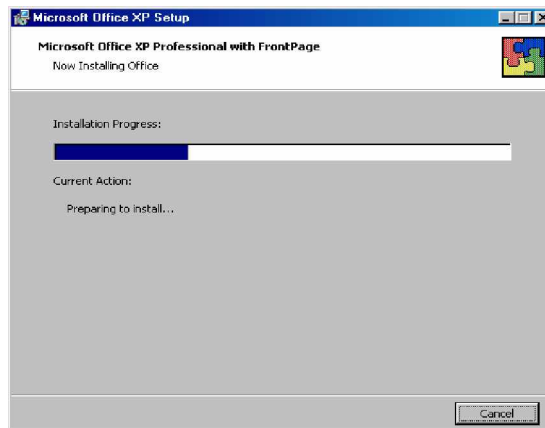 Microsoft Office XP Setup
Microsoft Office XP Professional with FrontPage
Now Installing Office
Installation Progress:
Current Action:
Preparing to install...
Cancel